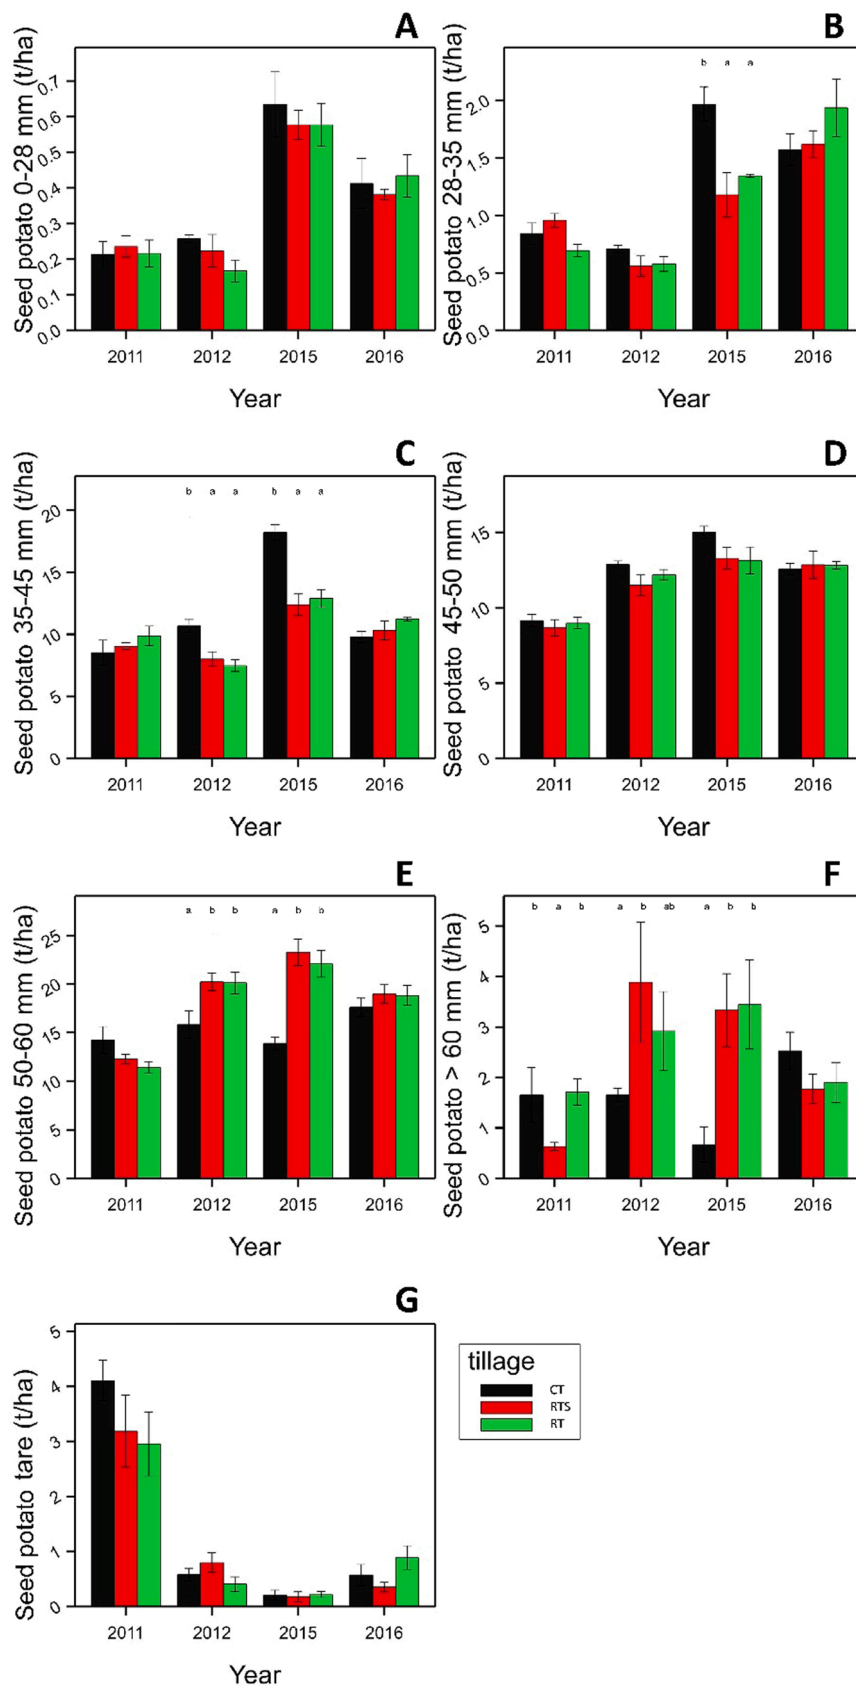 A
Seed potato 0-28 mm (t/ha)
0.0 0.1 0.2 0.3 0.4 0.5 0.6 0.7
2011 2012 2015 2016
Year
B
Seed potato 28-35 mm (t/ha)
0.0 0.5 1.0 1.5 2.0
b a a
2011 2012 2015 2016
Year
C
Seed potato 35-45 mm (t/ha)
0 5 10 15 20
b a a b a a
2011 2012 2015 2016
Year
D
Seed potato 45-50 mm (t/ha)
0 5 10 15
2011 2012 2015 2016
Year
E
Seed potato 50-60 mm (t/ha)
0 5 10 15 20 25
a b b a b b
2011 2012 2015 2016
Year
F
Seed potato > 60 mm (t/ha)
0 1 2 3 4 5
b a b a b ab a b b
2011 2012 2015 2016
Year
G
Seed potato tare (t/ha)
0 1 2 3 4 5
2011 2012 2015 2016
Year
tillage
CT
RTS
RT